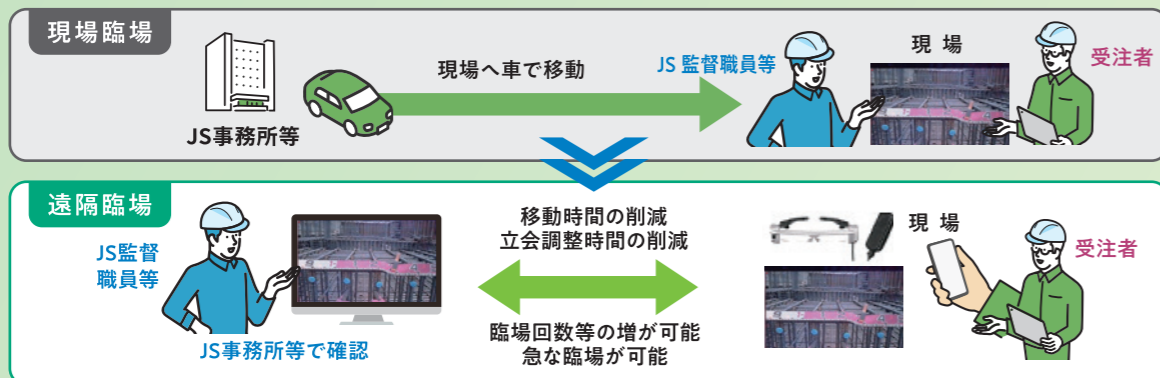 現場臨場
JS事務所等
現場へ車で移動
JS 監督職員等
現 場
受注者
遠隔臨場
JS監督
職員等
JS事務所等で確認
移動時間の削減
立会調整時間の削減
臨場回数等の増が可能
急な臨場が可能
現 場
受注者